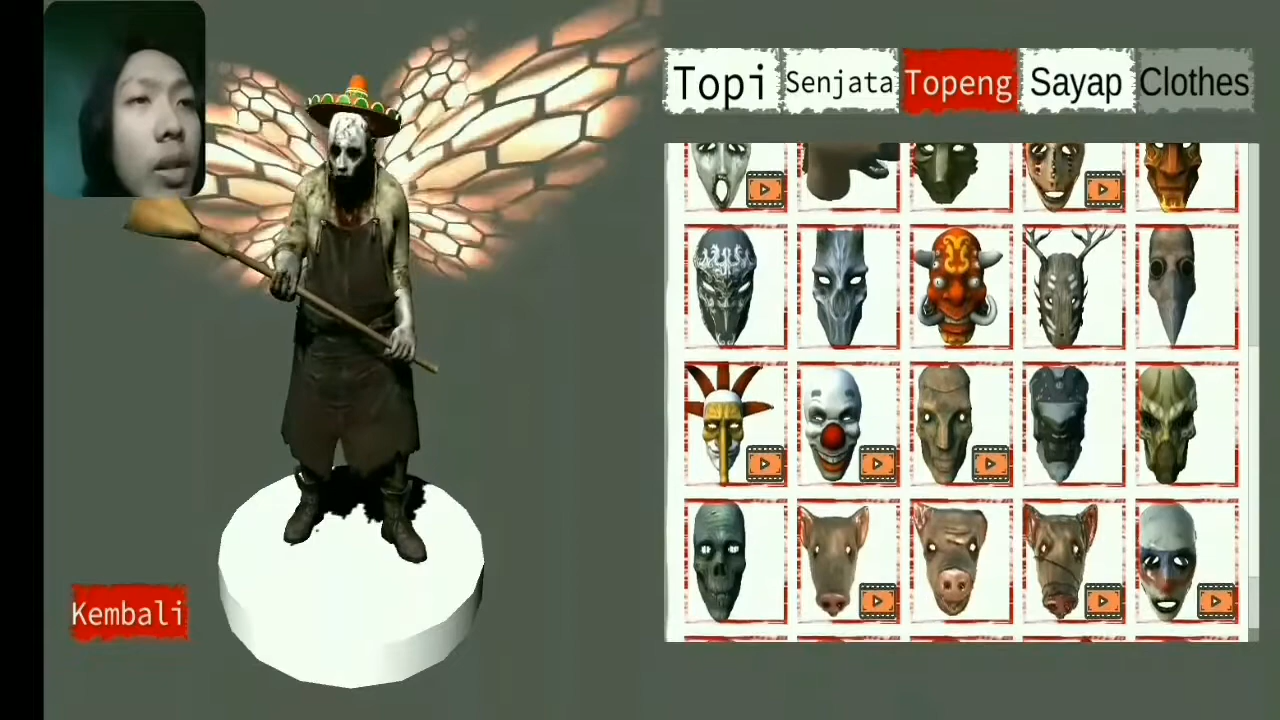 Topi
Senjata
Topeng
Sayap
Clothes
Kembali